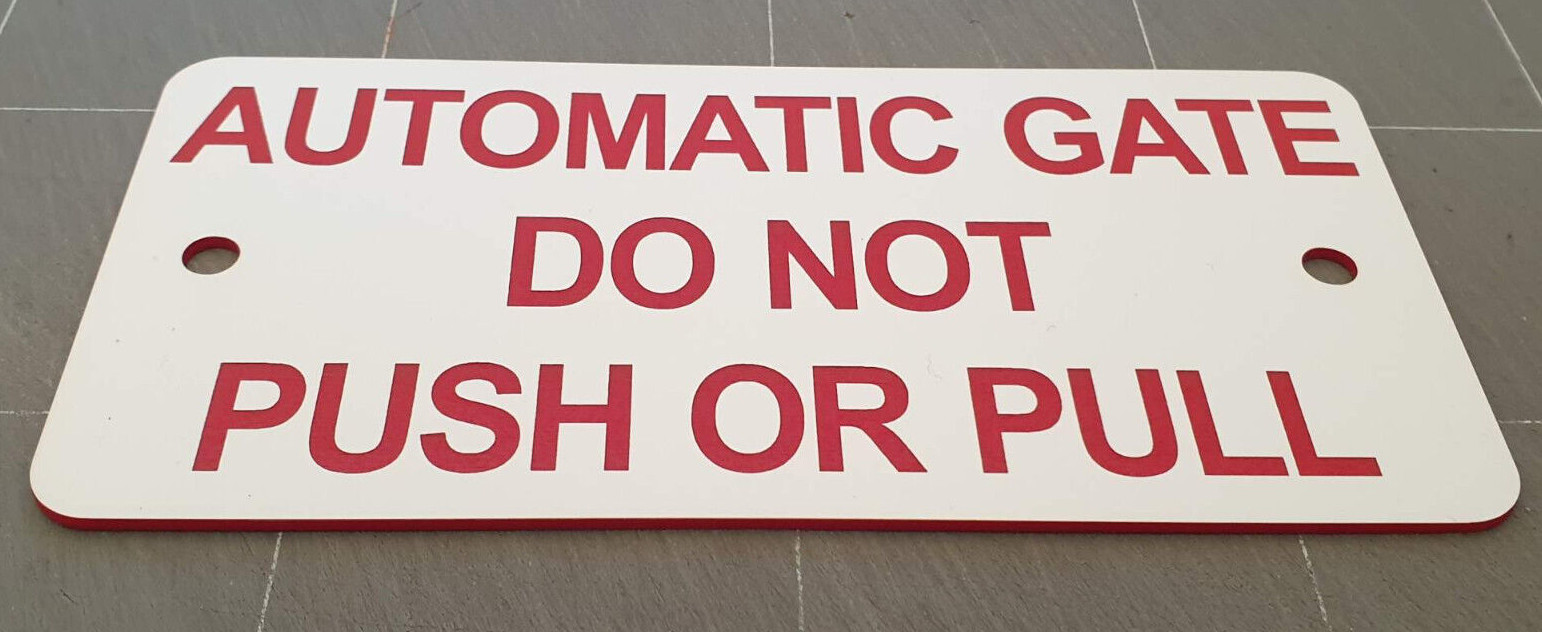 AUTOMATIC GATE
DO NOT
PUSH OR PULL